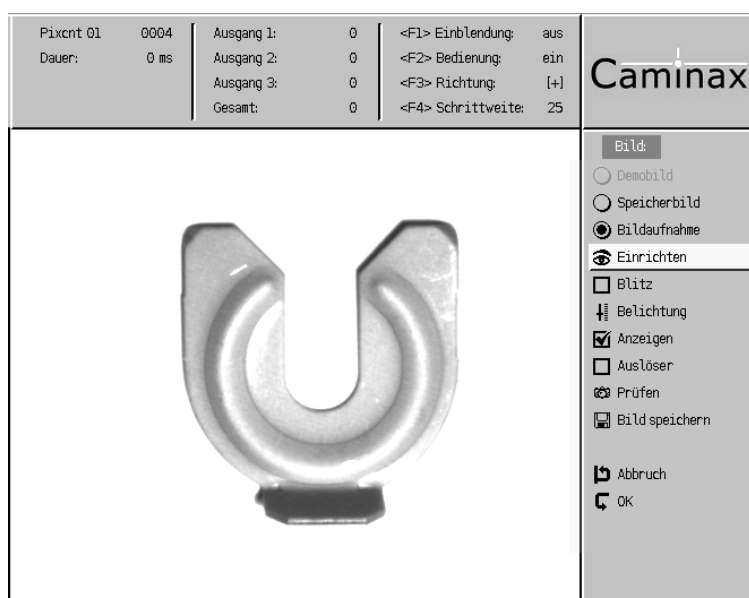 Pixcnt 01 0004
Dauer: 0 ms
Ausgang 1: 0
Ausgang 2: 0
Ausgang 3: 0
Gesamt: 0
<F1> Einblendung: aus
<F2> Bedienung: ein
<F3> Richtung: [+]
<F4> Schrittweite: 25
Caminax
Bild:
Demobild
Speicherbild
Bildaufnahme
Einrichten
Blitz
Belichtung
Anzeigen
Auslöser
Prüfen
Bild speichern
Abbruch
OK